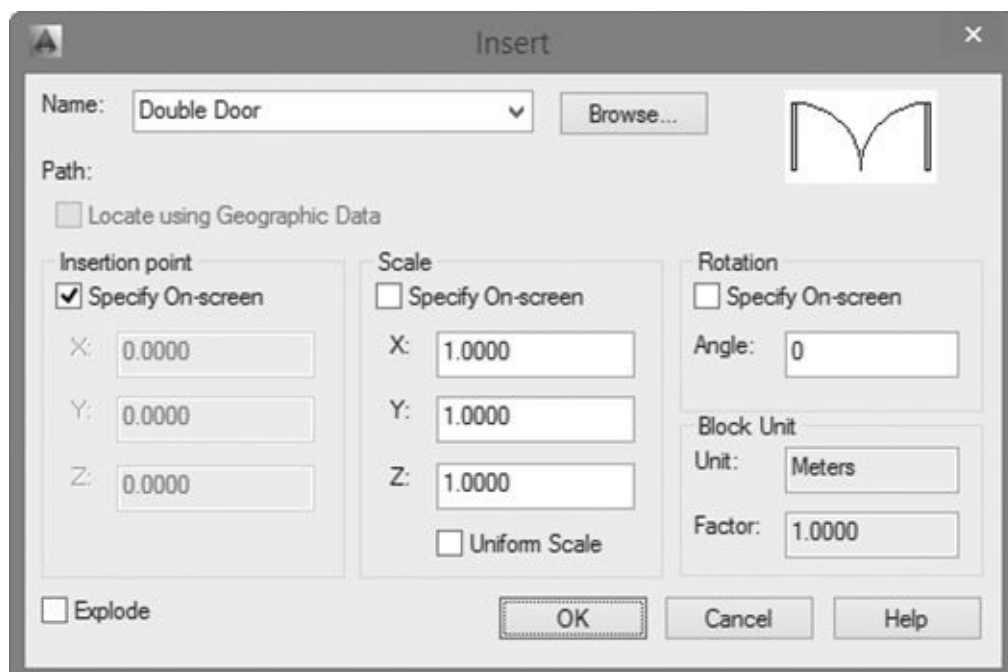 Insert
Name: Double Door Browse...
Path:
Locate using Geographic Data
Insertion point
Specify On-screen
X: 0.0000
Y: 0.0000
Z: 0.0000
Scale
Specify On-screen
X: 1.0000
Y: 1.0000
Z: 1.0000
Uniform Scale
Rotation
Specify On-screen
Angle: 0
Block Unit
Unit: Meters
Factor: 1.0000
Explode
OK Cancel Help